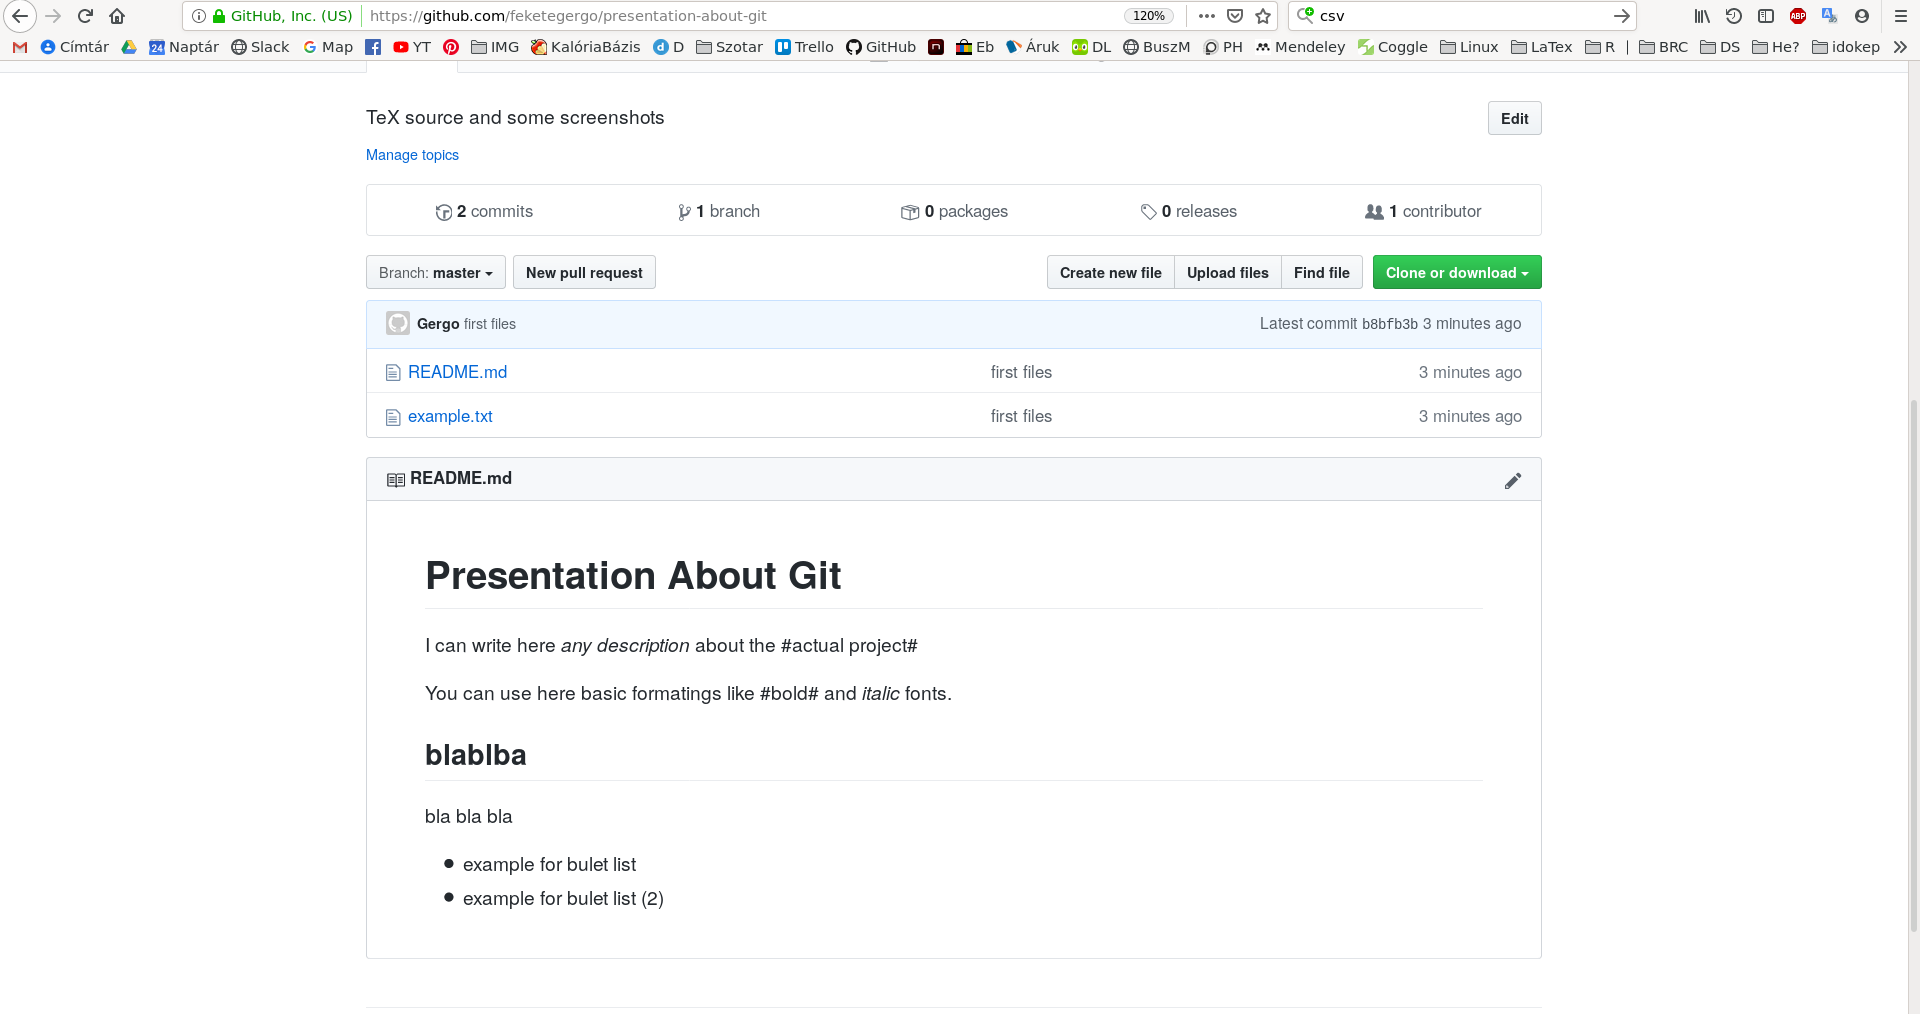 GitHub, Inc. (US) https://github.com/feketegergo/presentation-about-git 120% csv
Címtár 24 Naptár Slack Map YT IMG KalóriaBázis D Szotar Trello GitHub Eb Áruk DL BuszM PH Mendeley Coggle Linux LaTex R | BRC DS He? idokep
TeX source and some screenshots Edit
Manage topics
2 commits 1 branch 0 packages 0 releases 1 contributor
Branch: master New pull request Create new file Upload files Find file Clone or download
Gergo first files Latest commit b8bfb3b 3 minutes ago
README.md first files 3 minutes ago
example.txt first files 3 minutes ago
README.md
Presentation About Git
I can write here any description about the #actual project#
You can use here basic formatings like #bold# and italic fonts.
blablba
bla bla bla
• example for bulet list
• example for bulet list (2)